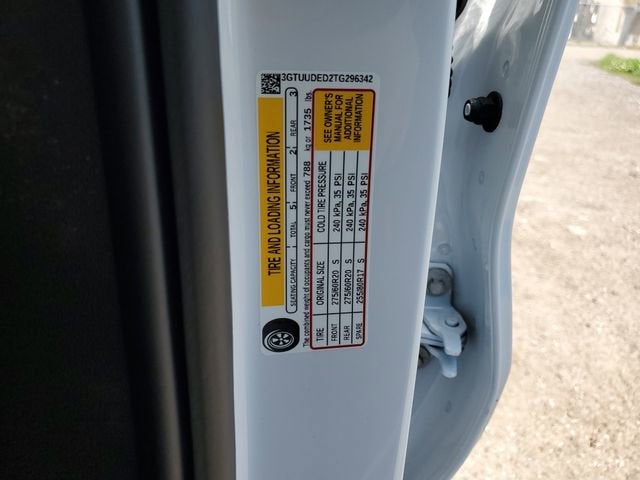 3GTUUDED2TG296342
TIRE AND LOADING INFORMATION
SEATING CAPACITY TOTAL 5 FRONT 2 REAR 3
The combined weight of occupants and cargo must never exceed 788 kg or 1735 lbs.
TIRE ORIGINAL SIZE COLD TIRE PRESSURE
FRONT 275/60R20 S 240 kPa, 35 PSI
REAR 275/60R20 S 240 kPa, 35 PSI
SPARE 255/80R17 S 240 kPa, 35 PSI
SEE OWNER'S
MANUAL FOR
ADDITIONAL
INFORMATION